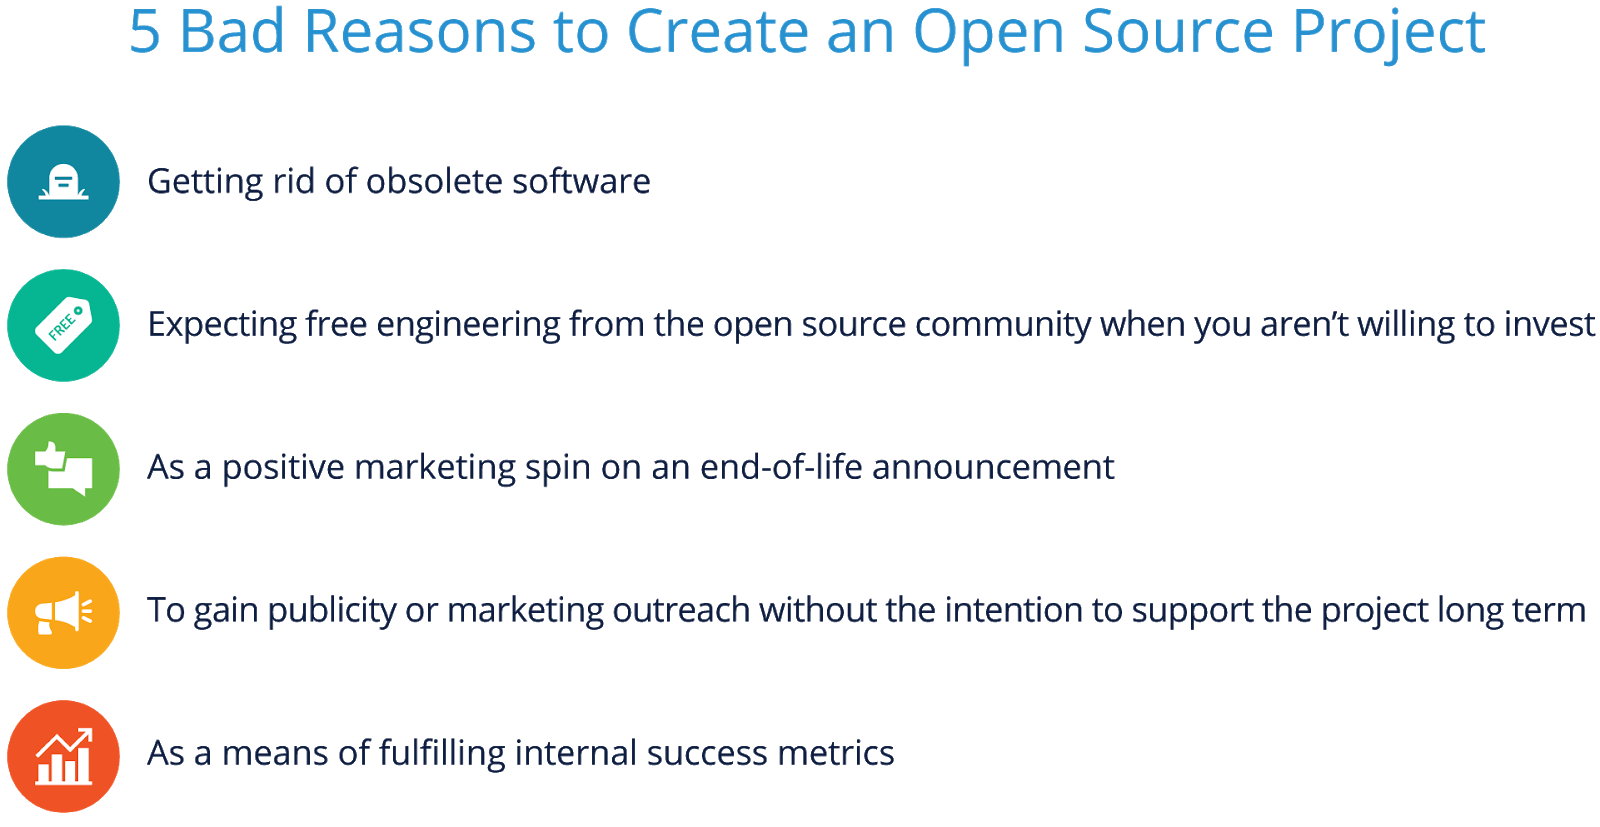 5 Bad Reasons to Create an Open Source Project
Getting rid of obsolete software
FREE
Expecting free engineering from the open source community when you aren’t willing to invest
As a positive marketing spin on an end-of-life announcement
To gain publicity or marketing outreach without the intention to support the project long term
As a means of fulfilling internal success metrics